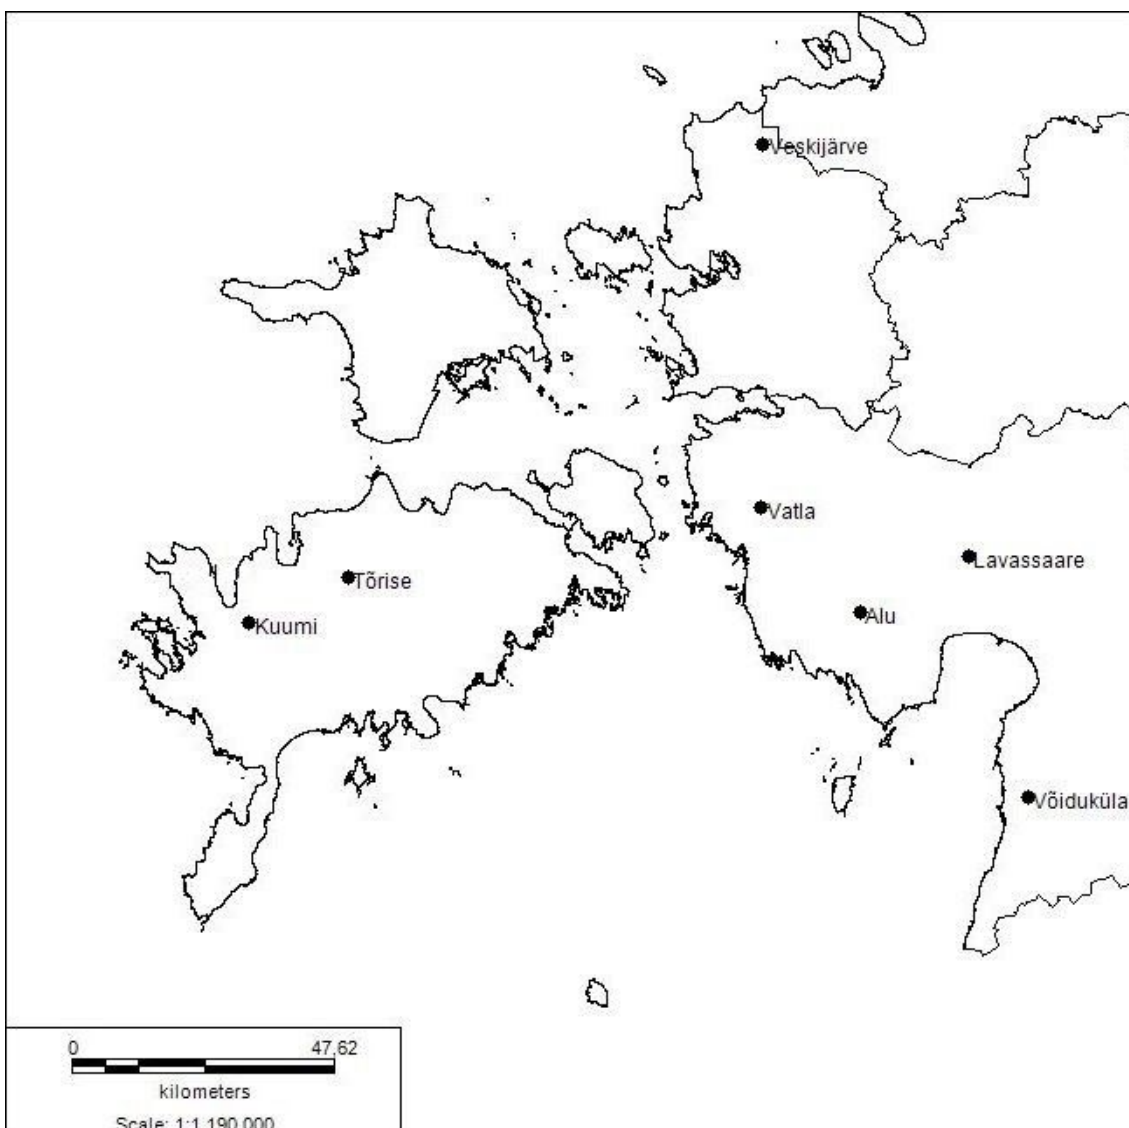 Veskijärve
Vatla
Lavassaare
Tõrise
Alu
Kuumi
Võiduküla
0 47,62
kilometers
Scale: 1:1 190 000